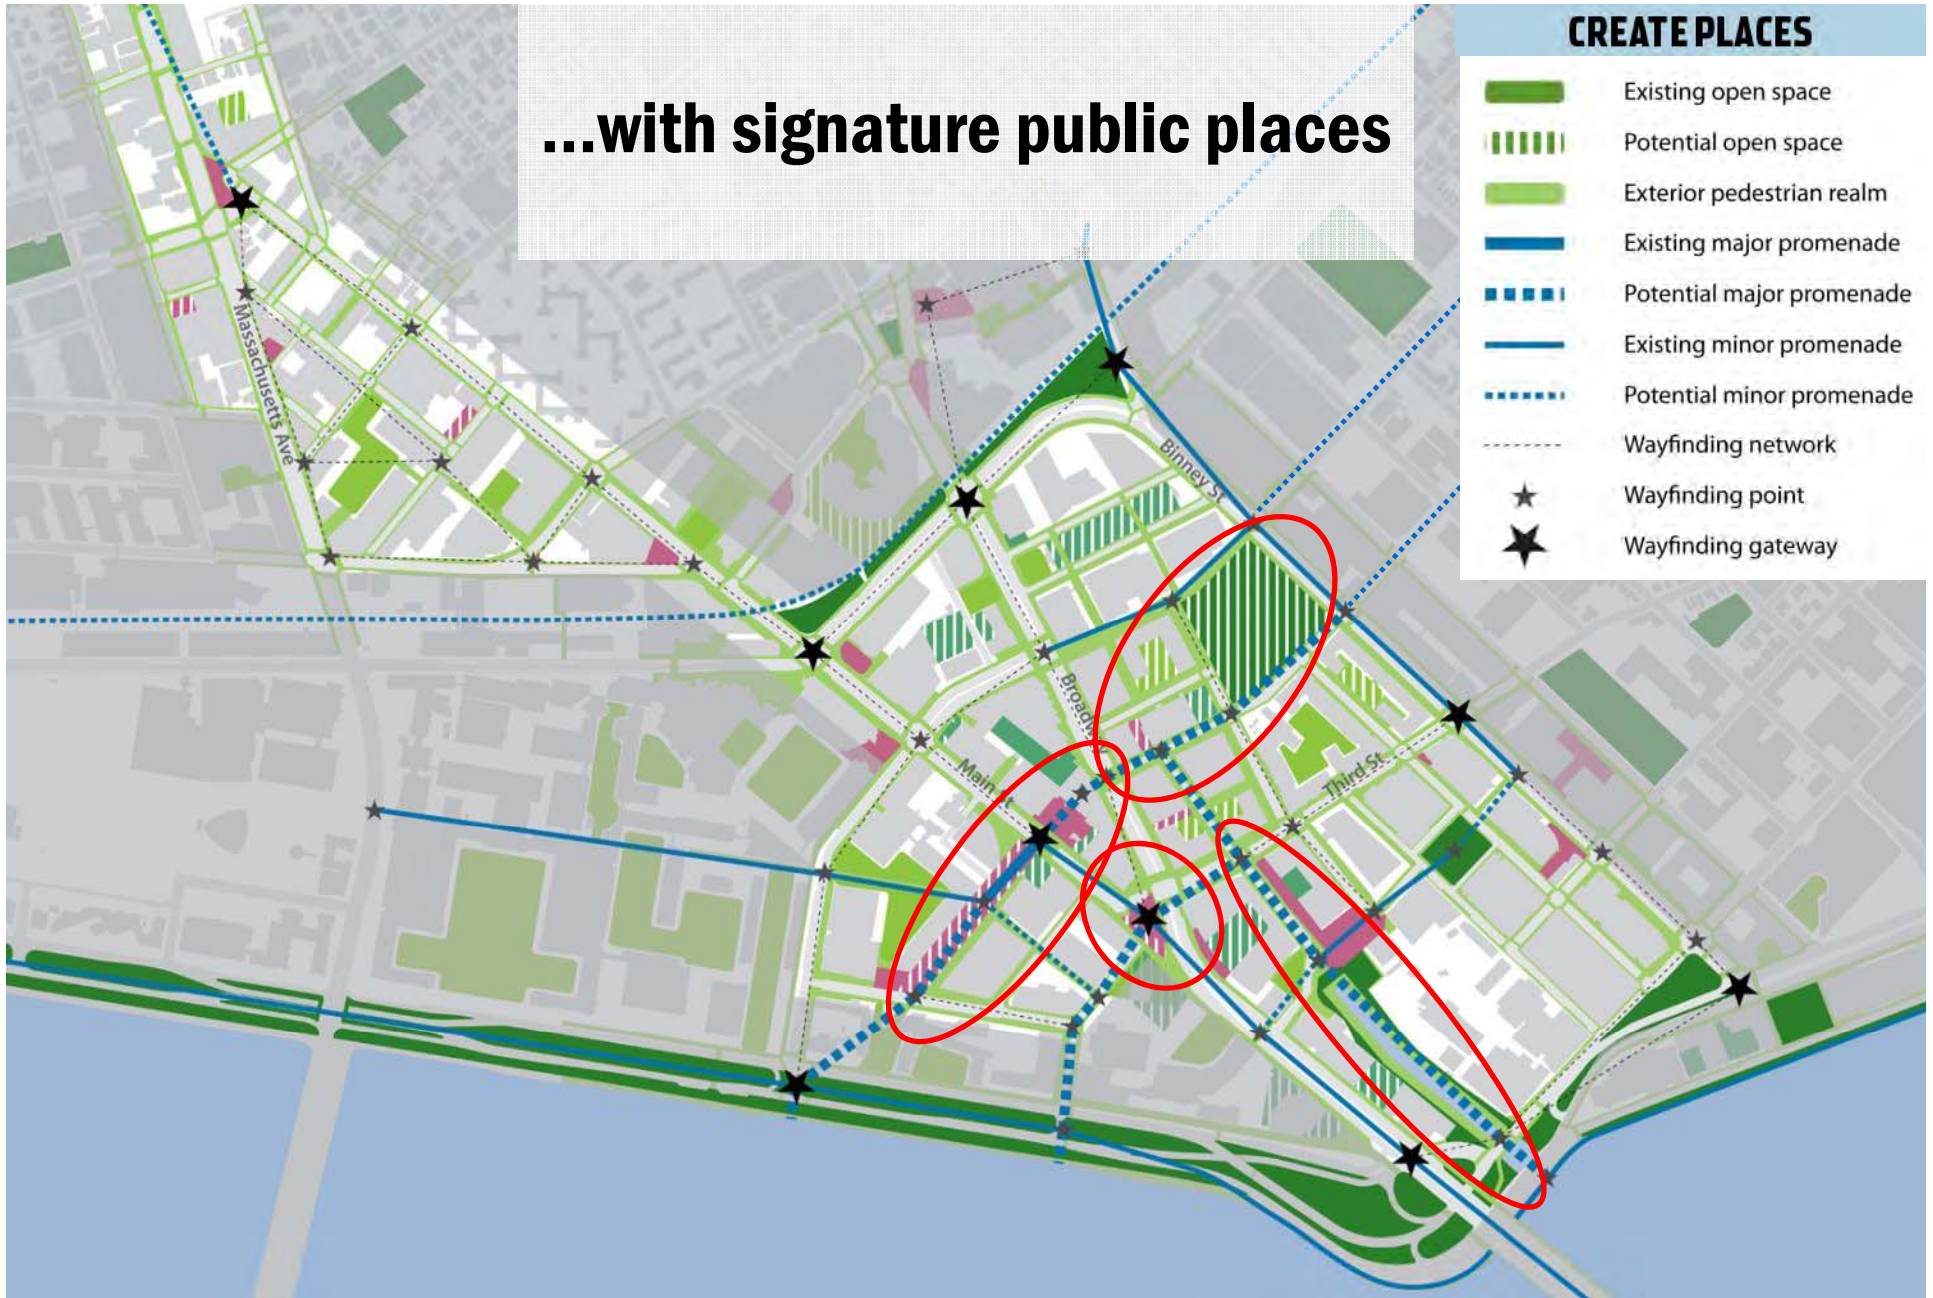 ...with signature public places
CREATE PLACES
Existing open space
Potential open space
Exterior pedestrian realm
Existing major promenade
Potential major promenade
Existing minor promenade
Potential minor promenade
Wayfinding network
Wayfinding point
Wayfinding gateway
Massachusetts Ave
Binney St
Broadway
Main St
Third St